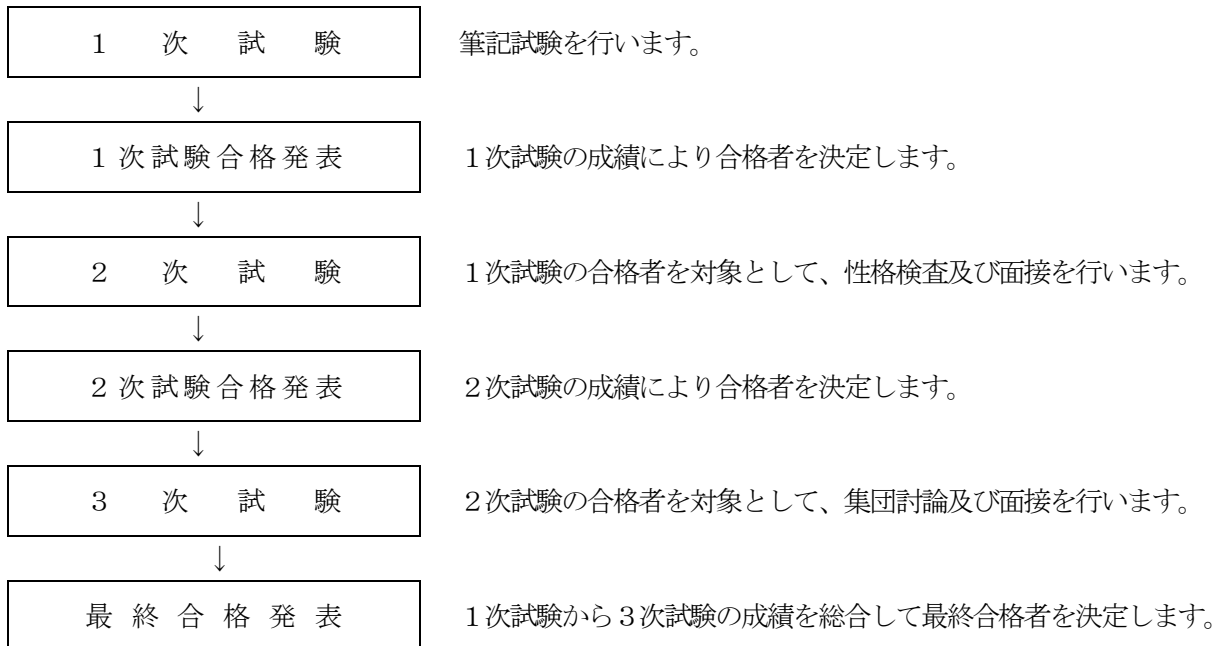 １次試験 筆記試験を行います。
↓
１次試験合格発表 １次試験の成績により合格者を決定します。
↓
２次試験 １次試験の合格者を対象として、性格検査及び面接を行います。
↓
２次試験合格発表 ２次試験の成績により合格者を決定します。
↓
３次試験 ２次試験の合格者を対象として、集団討論及び面接を行います。
↓
最終合格発表 １次試験から３次試験の成績を総合して最終合格者を決定します。